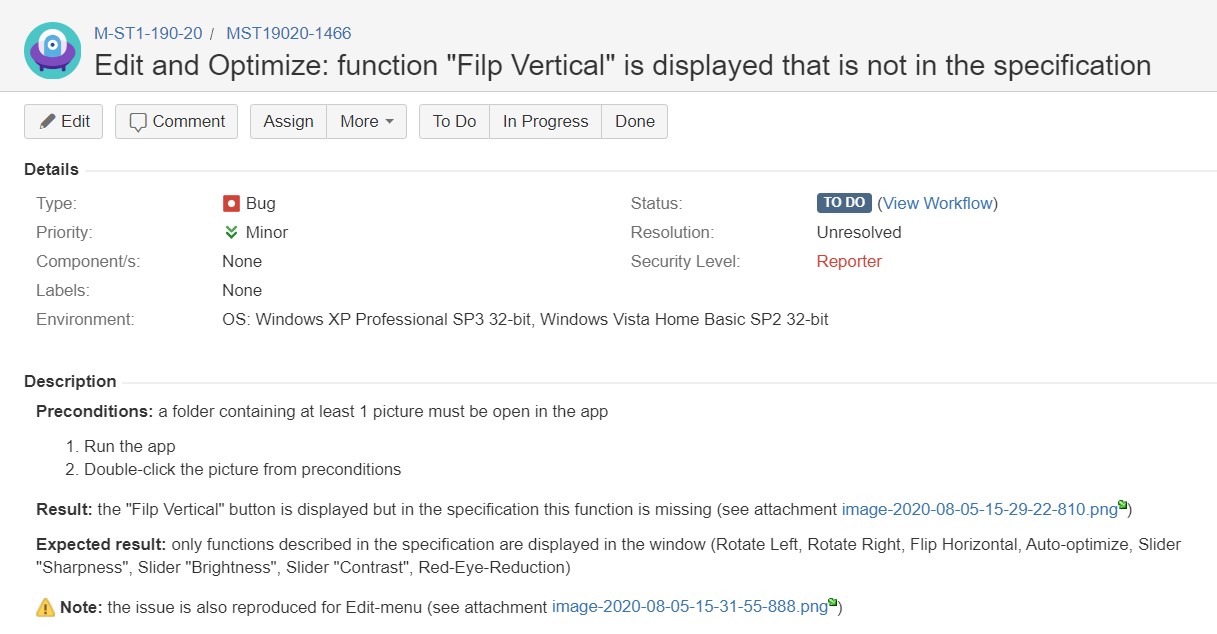 M-ST1-190-20 / MST19020-1466
Edit and Optimize: function "Filp Vertical" is displayed that is not in the specification
Edit Comment Assign More To Do In Progress Done
Details
Type: Bug Status: TO DO (View Workflow)
Priority: Minor Resolution: Unresolved
Component/s: None Security Level: Reporter
Labels: None
Environment: OS: Windows XP Professional SP3 32-bit, Windows Vista Home Basic SP2 32-bit
Description
Preconditions: a folder containing at least 1 picture must be open in the app
1. Run the app
2. Double-click the picture from preconditions
Result: the "Filp Vertical" button is displayed but in the specification this function is missing (see attachment image-2020-08-05-15-29-22-810.png)
Expected result: only functions described in the specification are displayed in the window (Rotate Left, Rotate Right, Flip Horizontal, Auto-optimize, Slider
"Sharpness", Slider "Brightness", Slider "Contrast", Red-Eye-Reduction)
Note: the issue is also reproduced for Edit-menu (see attachment image-2020-08-05-15-31-55-888.png)